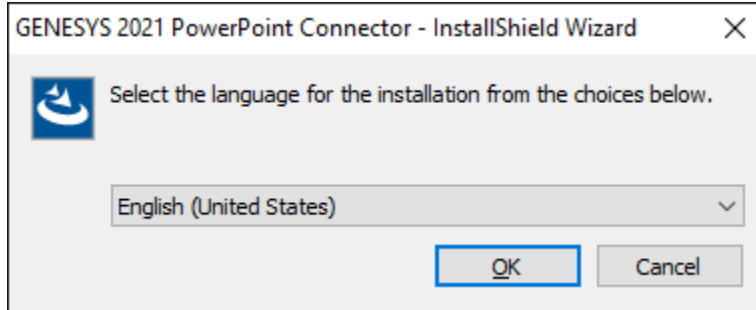 GENESYS 2021 PowerPoint Connector - InstallShield Wizard
Select the language for the installation from the choices below.
English (United States)
OK
Cancel